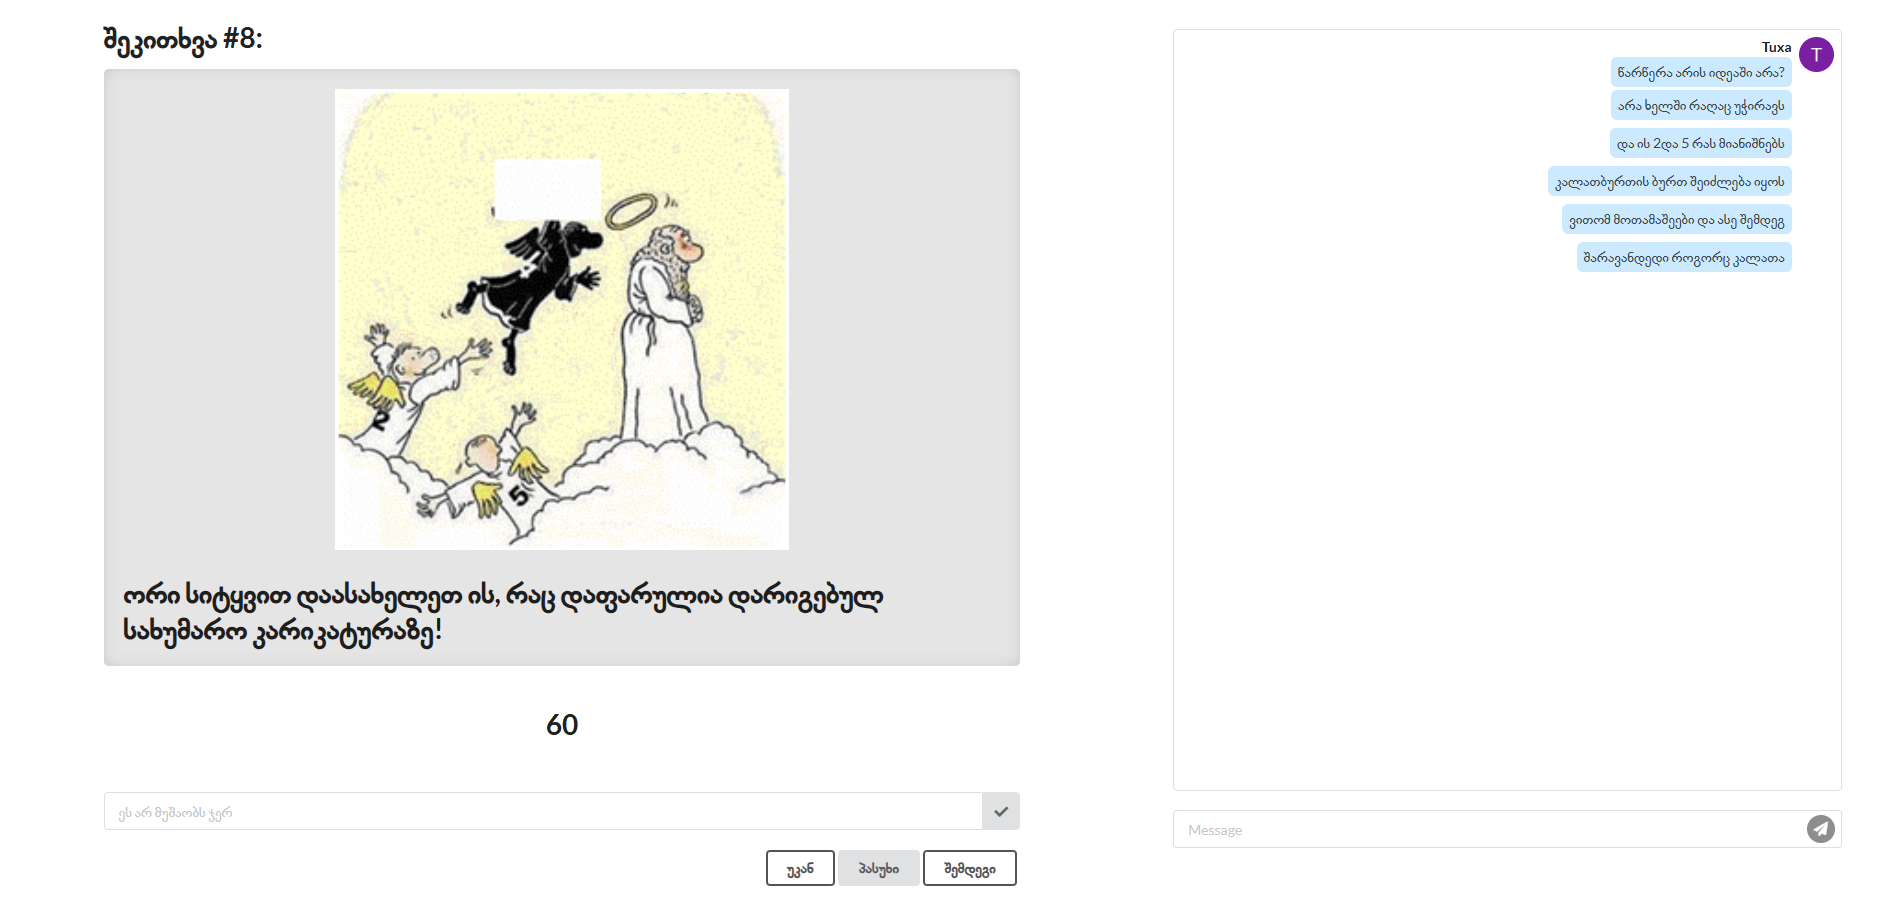 შეკითხვა #8:
2
5
ორი სიტყვით დაასახელეთ ის, რაც დაფარულია დარიგებულ
სახუმარო კარიკატურაზე!
60
ეს არ მუშაობს ჯერ
უკან
პასუხი
შემდეგი
Tuxa
T
წარწერა არის იდეაში არა?
არა ხელში რაღაც უჭირავს
და ის 2და 5 რას მიანიშნებს
კალათბურთის ბურთ შეიძლება იყოს
ვითომ მოთამაშეები და ასე შემდეგ
შარავანდედი როგორც კალათა
Message